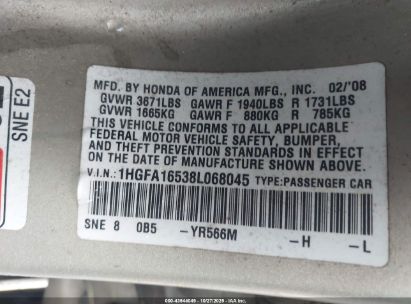 SNE E2
MFD. BY HONDA OF AMERICA MFG., INC. 02/'08
GVWR 3671LBS GAWR F 1940LBS R 1731LBS
GVWR 1665KG GAWR F 880KG R 785KG
THIS VEHICLE CONFORMS TO ALL APPLICABLE
FEDERAL MOTOR VEHICLE SAFETY, BUMPER,
AND THEFT PREVENTION STANDARDS IN EFFECT
ON THE DATE OF MANUFACTURE SHOWN ABOVE.
V.I.N.: 1HGFA16538L068045 TYPE: PASSENGER CAR
SNE 8 0B5 -YR566M -H -L